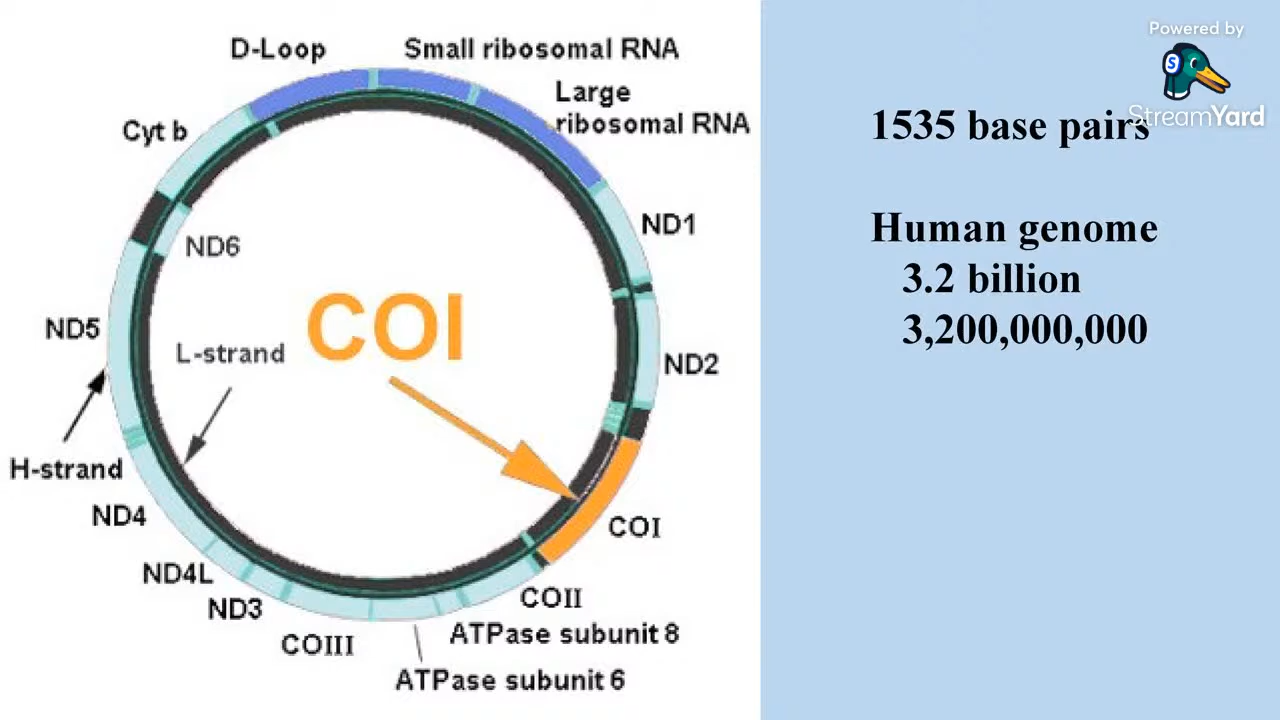 D-Loop
Small ribosomal RNA
Large
ribosomal RNA
Cyt b
ND1
ND6
COI
ND5
L-strand
ND2
H-strand
ND4
COI
ND4L
COII
ND3
ATPase subunit 8
COIII
ATPase subunit 6
Powered by
S
StreamYard
1535 base pairs
Human genome
3.2 billion
3,200,000,000